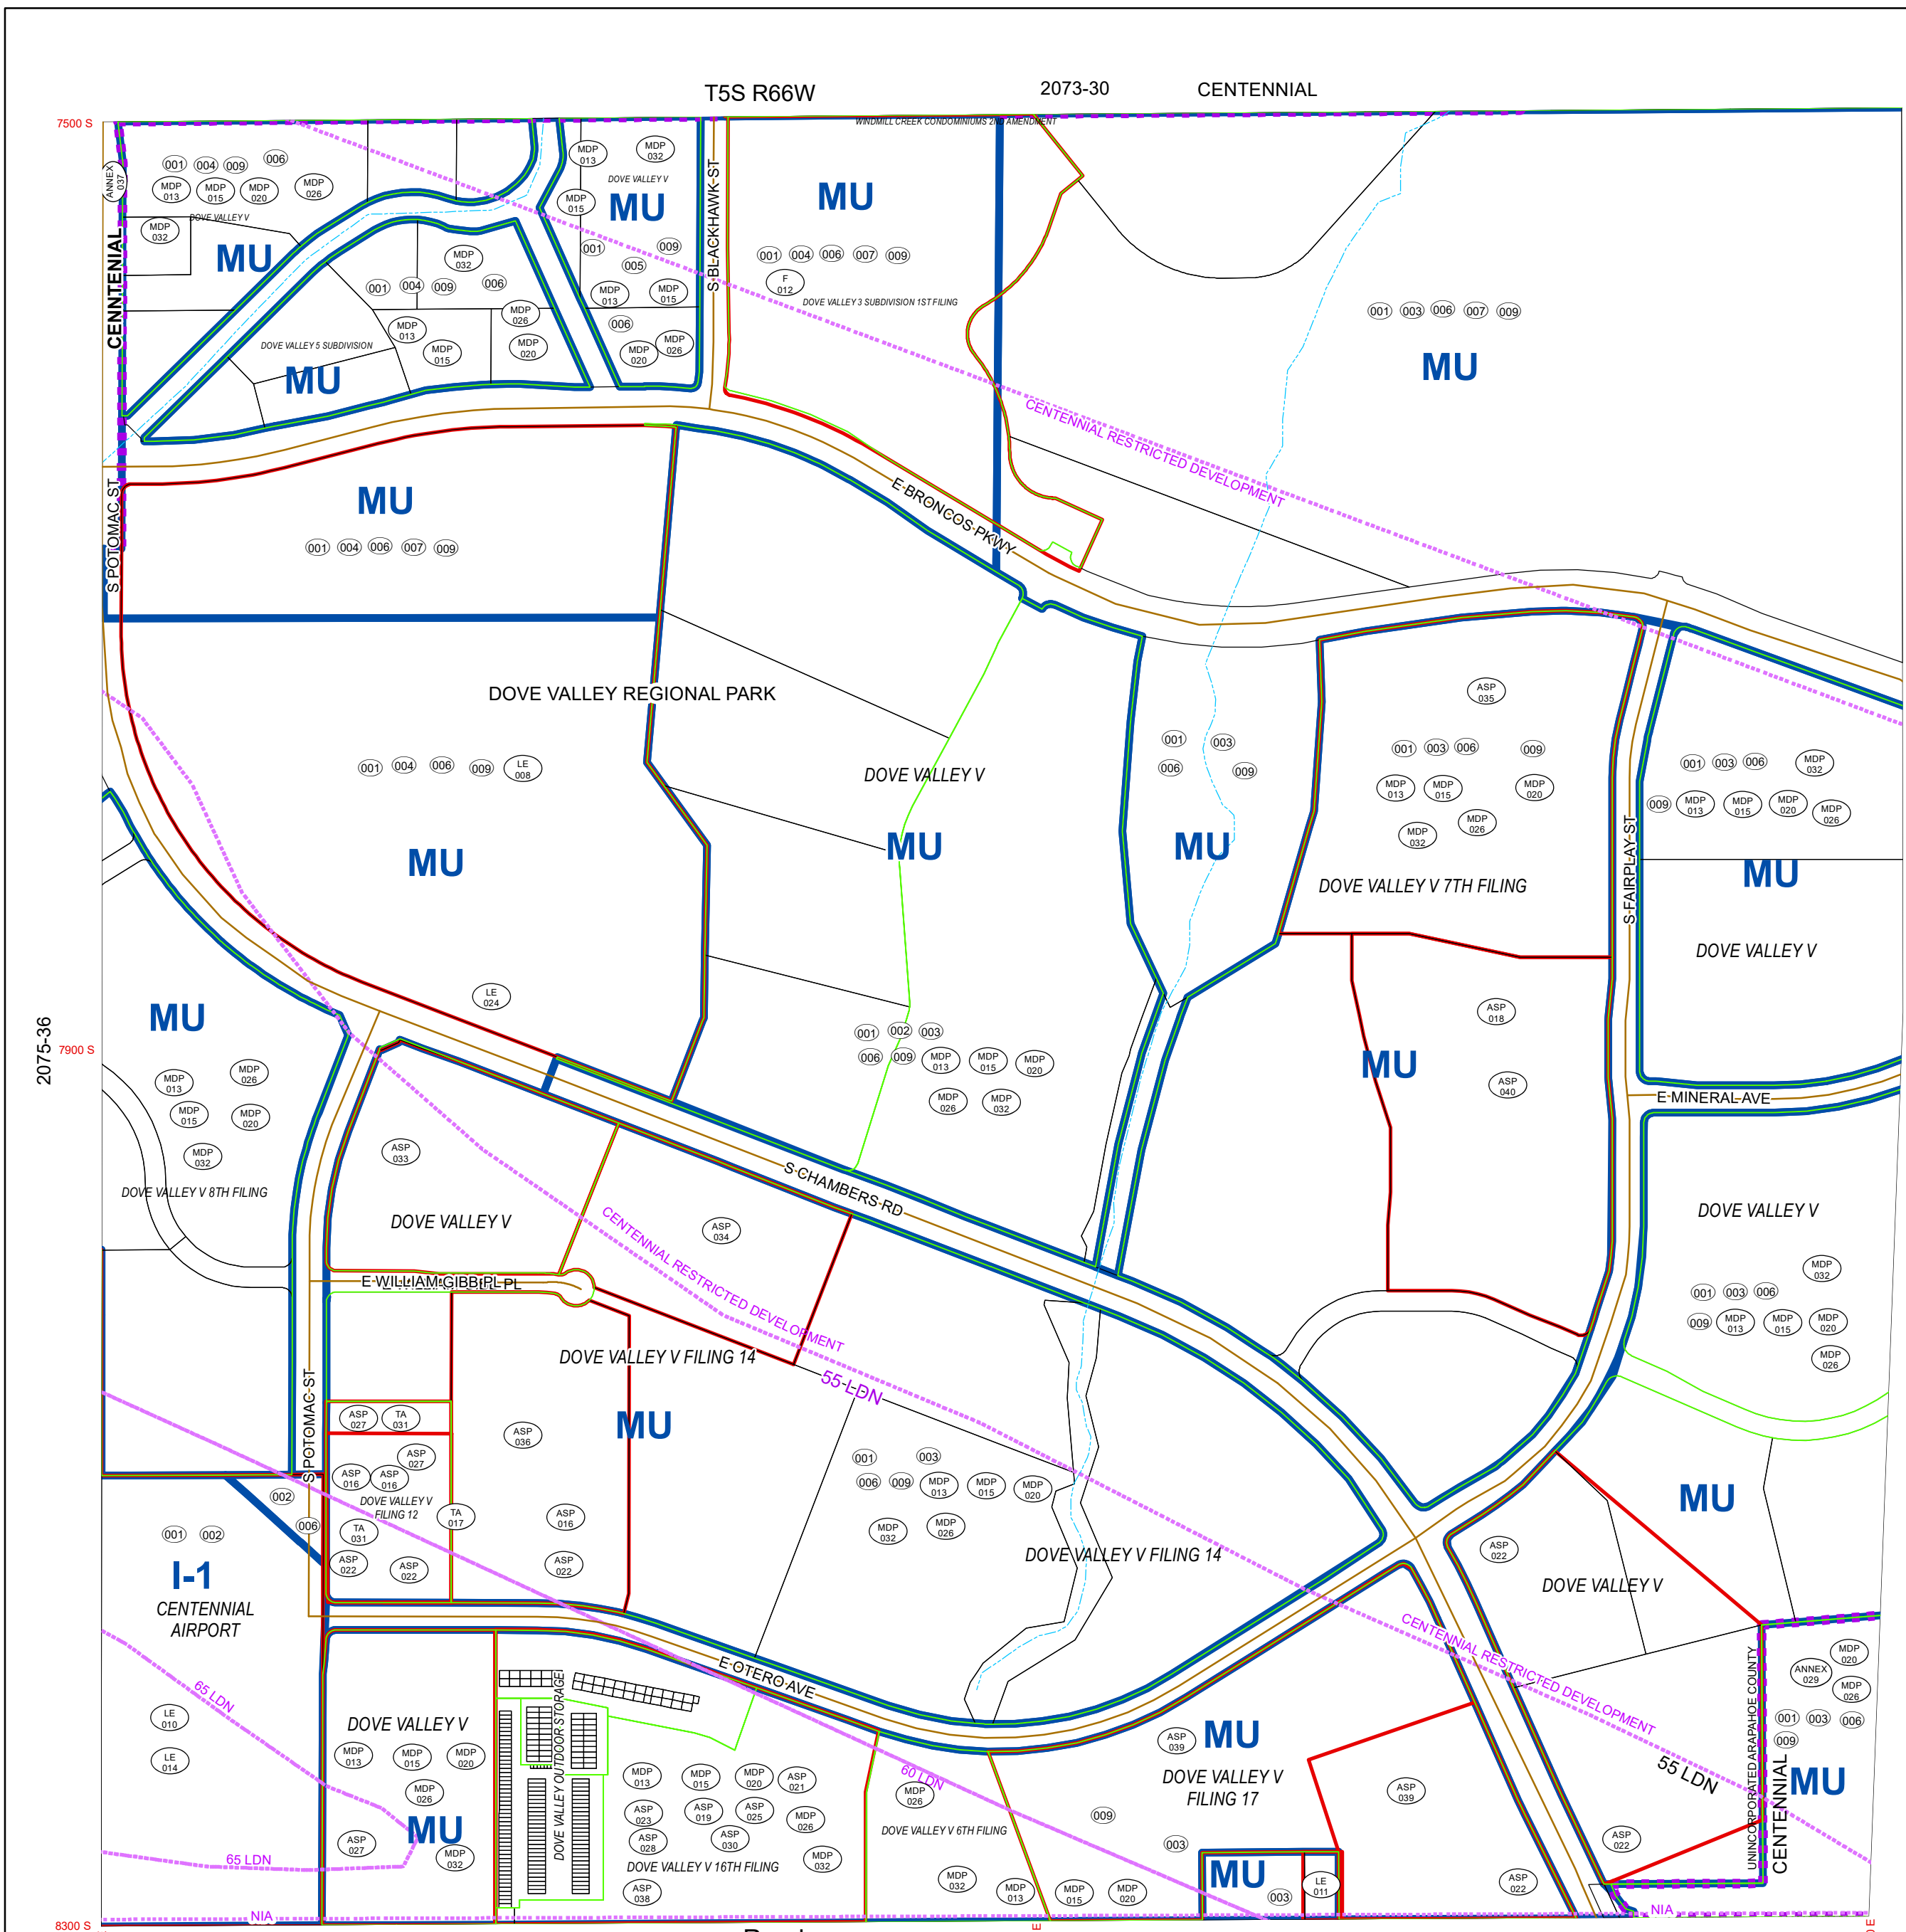 T5S R66W
2073-30
CENTENNIAL
7500 S
WINDMILL CREEK CONDOMINIUMS 2ND AMENDMENT
ANNEX
037
001 004 009 006
MDP
013
MDP
015
MDP
020
MDP
026
MDP
032
DOVE VALLEY V
MU
CENTENNIAL
MDP
032
001 004 009 006
MDP
013
MDP
015
MDP
026
MDP
020
DOVE VALLEY 5 SUBDIVISION
MU
MDP
013
MDP
032
DOVE VALLEY V
MDP
015
MU
001
009
005
MDP
013
MDP
015
006
MDP
020
MDP
026
S BLACKHAWK ST
MU
001 004 006 007 009
F
012
DOVE VALLEY 3 SUBDIVISION 1ST FILING
001 003 006 007 009
MU
CENTENNIAL RESTRICTED DEVELOPMENT
E BRONCOS PKWY
S POTOMAC ST
MU
001 004 006 007 009
DOVE VALLEY REGIONAL PARK
001 004 006 009
LE
008
MU
LE
024
DOVE VALLEY V
MU
001 002 003
006 009
MDP
013
MDP
015
MDP
020
MDP
026
MDP
032
001 003
006 009
MU
ASP
035
001 003 006 009
MDP
013
MDP
015
MDP
020
MDP
032
MDP
026
DOVE VALLEY V 7TH FILING
S FAIRPLAY ST
001 003 006
MDP
032
009
MDP
013
MDP
015
MDP
020
MDP
026
MU
DOVE VALLEY V
ASP
018
MU
ASP
040
E MINERAL AVE
2075-36
7900 S
MU
MDP
026
MDP
013
MDP
015
MDP
020
MDP
032
DOVE VALLEY V 8TH FILING
ASP
033
DOVE VALLEY V
S CHAMBERS RD
ASP
034
CENTENNIAL RESTRICTED DEVELOPMENT
E WILLIAM GIBB PL
DOVE VALLEY V FILING 14
55 LDN
DOVE VALLEY V
MDP
032
001 003 006
009
MDP
013
MDP
015
MDP
020
MDP
026
MU
S POTOMAC ST
ASP
027
TA
031
ASP
027
ASP
016
ASP
016
DOVE VALLEY V
FILING 12
TA
031
TA
017
ASP
022
ASP
022
ASP
036
MU
ASP
016
ASP
022
001
003
006 009
MDP
013
MDP
015
MDP
020
MDP
032
MDP
026
DOVE VALLEY V FILING 14
002
006
001 002
I-1
CENTENNIAL
AIRPORT
ASP
022
DOVE VALLEY V
CENTENNIAL RESTRICTED DEVELOPMENT
UNINCORPORATED ARAPAHOE COUNTY
CENTENNIAL
MDP
020
ANNEX
029
MDP
026
001 003 006
009
MU
55 LDN
65 LDN
LE
010
LE
014
65 LDN
DOVE VALLEY V
MDP
013
MDP
015
MDP
020
MDP
026
MU
ASP
027
MDP
032
DOVE VALLEY OUTDOOR STORAGE
E OTERO AVE
MDP
013
MDP
015
MDP
020
ASP
021
ASP
023
ASP
019
ASP
025
MDP
026
ASP
028
ASP
030
MDP
032
DOVE VALLEY V 16TH FILING
ASP
038
60 LDN
MDP
026
DOVE VALLEY V 6TH FILING
MDP
032
MDP
013
MDP
015
MDP
020
ASP
039
MU
DOVE VALLEY V
FILING 17
009
003
MU
003
LE
011
ASP
039
ASP
022
ASP
022
8300 S
NIA
NIA